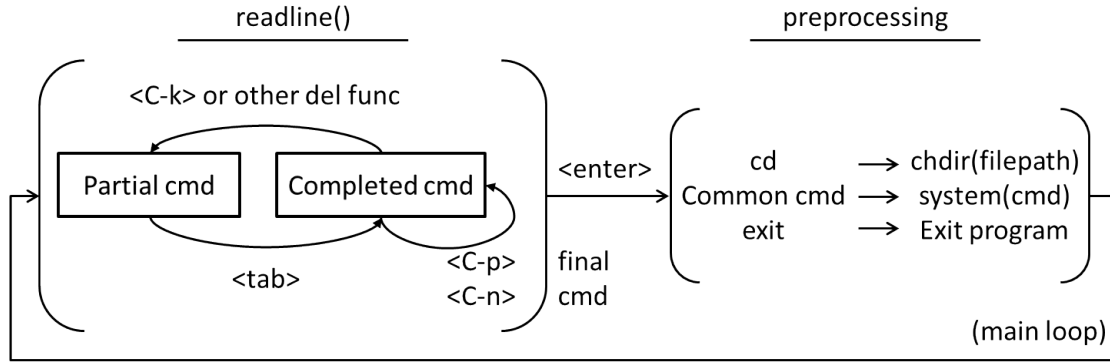 readline()
preprocessing
<C-k> or other del func
Partial cmd
Completed cmd
<tab>
<C-p>
<C-n>
<enter>
final
cmd
cd
chdir(filepath)
Common cmd
system(cmd)
exit
Exit program
(main loop)